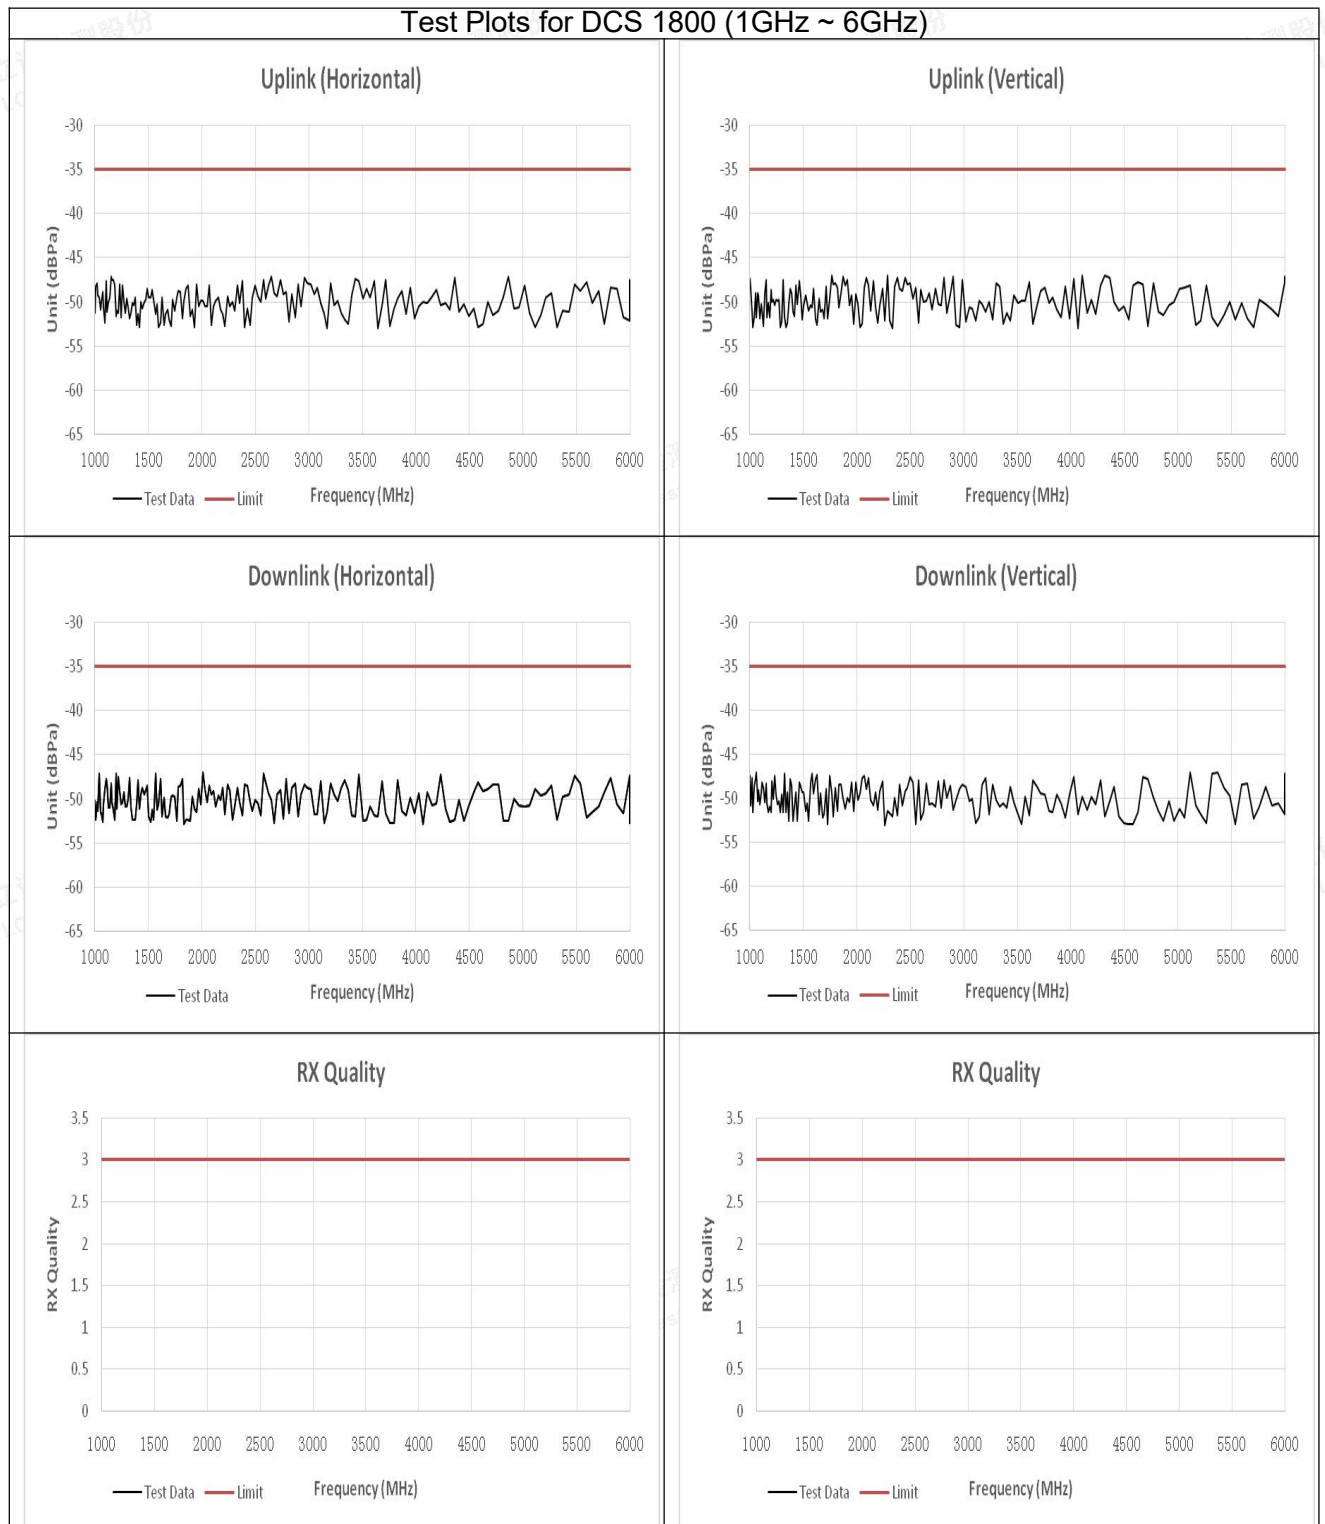 Test Plots for DCS 1800 (1GHz ~ 6GHz)
Uplink (Horizontal)
-30
-35
-40
-45
-50
-55
-60
-65
Unit (dBPa)
1000 1500 2000 2500 3000 3500 4000 4500 5000 5500 6000
Test Data Limit Frequency (MHz)
Uplink (Vertical)
-30
-35
-40
-45
-50
-55
-60
-65
Unit (dBPa)
1000 1500 2000 2500 3000 3500 4000 4500 5000 5500 6000
Test Data Limit Frequency (MHz)
Downlink (Horizontal)
-30
-35
-40
-45
-50
-55
-60
-65
Unit (dBPa)
1000 1500 2000 2500 3000 3500 4000 4500 5000 5500 6000
Test Data Frequency (MHz)
Downlink (Vertical)
-30
-35
-40
-45
-50
-55
-60
-65
Unit (dBPa)
1000 1500 2000 2500 3000 3500 4000 4500 5000 5500 6000
Test Data Limit Frequency (MHz)
RX Quality
3.5
3
2.5
2
1.5
1
0.5
0
RX Quality
1000 1500 2000 2500 3000 3500 4000 4500 5000 5500 6000
Test Data Limit Frequency (MHz)
RX Quality
3.5
3
2.5
2
1.5
1
0.5
0
RX Quality
1000 1500 2000 2500 3000 3500 4000 4500 5000 5500 6000
Test Data Limit Frequency (MHz)